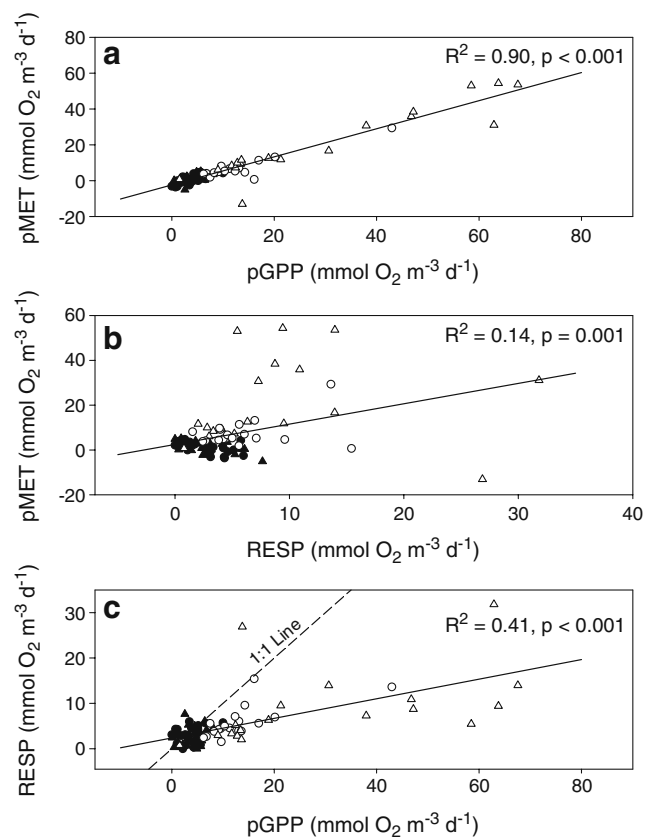 a
R² = 0.90, p < 0.001
pMET (mmol O₂ m⁻³ d⁻¹)
80
60
40
20
0
-20
0
20
40
60
80
pGPP (mmol O₂ m⁻³ d⁻¹)
b
R² = 0.14, p = 0.001
pMET (mmol O₂ m⁻³ d⁻¹)
60
40
20
0
-20
0
10
20
30
40
RESP (mmol O₂ m⁻³ d⁻¹)
c
1:1 Line
R² = 0.41, p < 0.001
RESP (mmol O₂ m⁻³ d⁻¹)
30
20
10
0
0
20
40
60
80
pGPP (mmol O₂ m⁻³ d⁻¹)